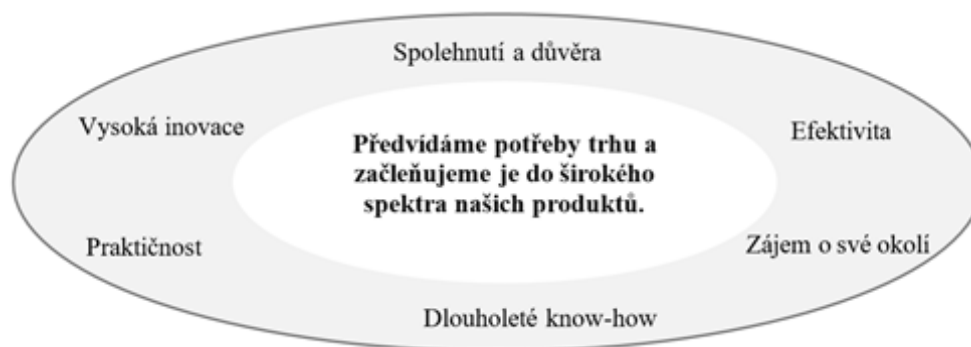 Spolehnutí a důvěra
Vysoká inovace
Efektivita
Předvídáme potřeby trhu a
začleňujeme je do širokého
spektra našich produktů.
Praktičnost
Zájem o své okolí
Dlouholeté know-how